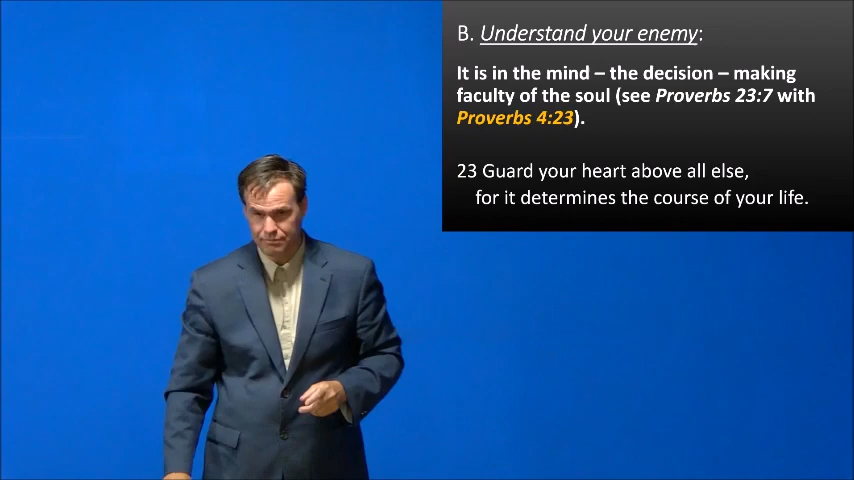 B. Understand your enemy:
It is in the mind – the decision – making
faculty of the soul (see Proverbs 23:7 with
Proverbs 4:23).
23 Guard your heart above all else,
for it determines the course of your life.